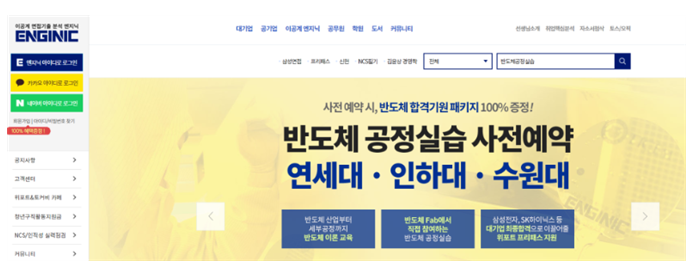 이공계 면접기출 분석 엔지닉
ENGINIC
대기업 공기업 이공계엔지닉 공무원 학원 도서 커뮤니티
선생님소개 취업핵심분석 자소서첨삭 토스/오픽
삼성면접 · 프리패스 · 신한 · NCS필기 · 김윤상 경영학
전체
반도체공정실습
E 엔지닉 아이디로 로그인
카카오 아이디로 로그인
N 네이버 아이디로 로그인
회원가입 | 아이디/비밀번호 찾기
100% 혜택증정!
공지사항
고객센터
위포트&토커비 카페
청년구직활동지원금
NCS/인적성 실력점검
커뮤니티
사전 예약 시, 반도체 합격기원 패키지 100% 증정!
반도체 공정실습 사전예약
연세대 · 인하대 · 수원대
반도체 산업부터
세부공정까지
반도체 이론 교육
반도체 Fab에서
직접 참여하는
반도체 공정실습
삼성전자, SK하이닉스 등
대기업 최종합격으로 이끌어줄
위포트 프리패스 지원
ENGINIC